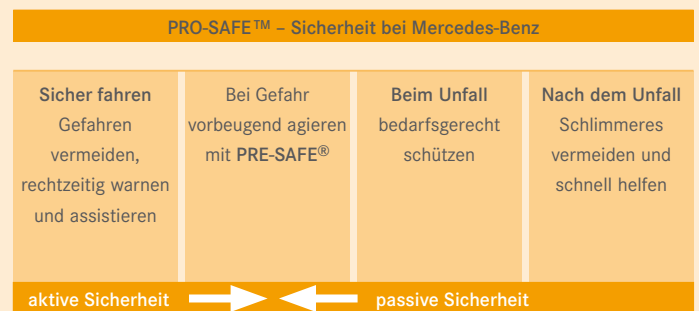 PRO-SAFE™ – Sicherheit bei Mercedes-Benz
Sicher fahren
Gefahren
vermeiden,
rechtzeitig warnen
und assistieren
Bei Gefahr
vorbeugend agieren
mit PRE-SAFE®
Beim Unfall
bedarfsgerecht
schützen
Nach dem Unfall
Schlimmeres
vermeiden und
schnell helfen
aktive Sicherheit
passive Sicherheit